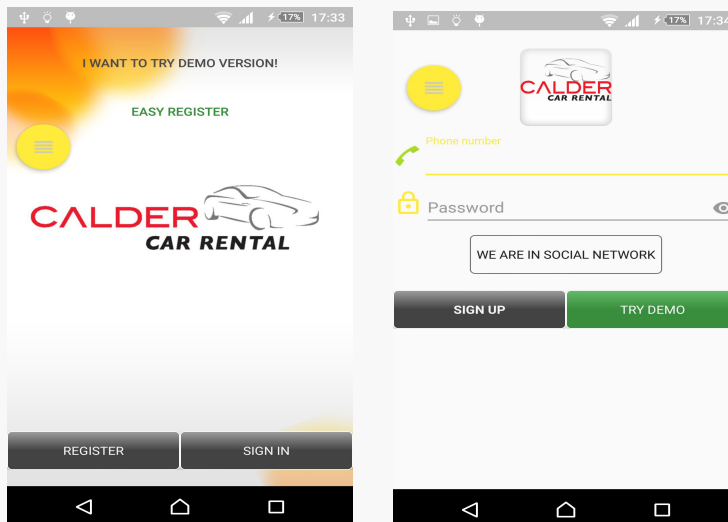 17% 17:33
I WANT TO TRY DEMO VERSION!
EASY REGISTER
CALDER
CAR RENTAL
REGISTER SIGN IN
17% 17:34
CALDER
CAR RENTAL
Phone number
Password
WE ARE IN SOCIAL NETWORK
SIGN UP TRY DEMO